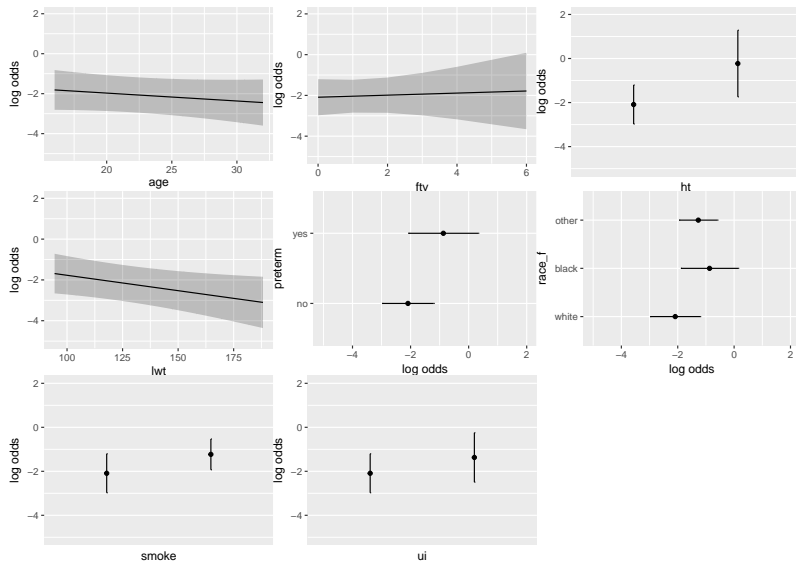 2
0
−2
−4
log odds
20
25
30
age
2
0
−2
−4
log odds
0
2
4
6
ftv
2
0
−2
−4
log odds
ht
2
0
−2
−4
log odds
100
125
150
175
lwt
yes
no
preterm
−4
−2
0
2
log odds
other
black
white
race_f
−4
−2
0
2
log odds
2
0
−2
−4
log odds
smoke
2
0
−2
−4
log odds
ui